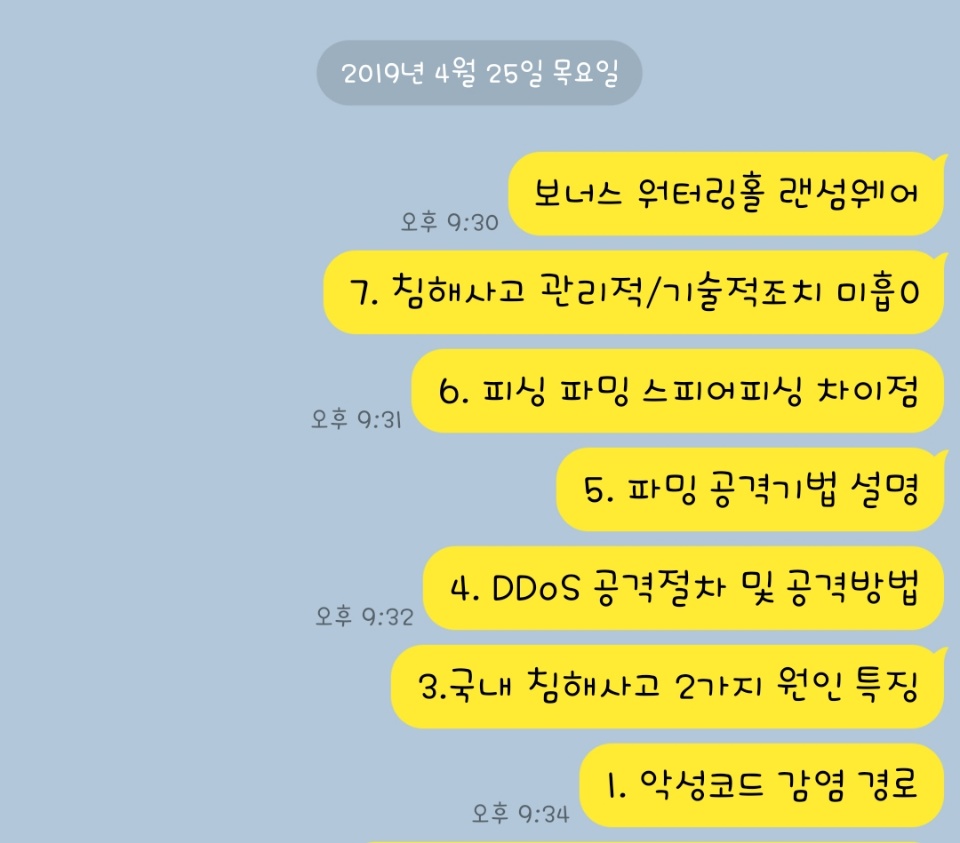 2019년 4월 25일 목요일
보너스 워터링홀 랜섬웨어
오후 9:30
7. 침해사고 관리적/기술적조치 미흡0
6. 피싱 파밍 스피어피싱 차이점
오후 9:31
5. 파밍 공격기법 설명
4. DDoS 공격절차 및 공격방법
오후 9:32
3.국내 침해사고 2가지 원인 특징
1. 악성코드 감염 경로
오후 9:34